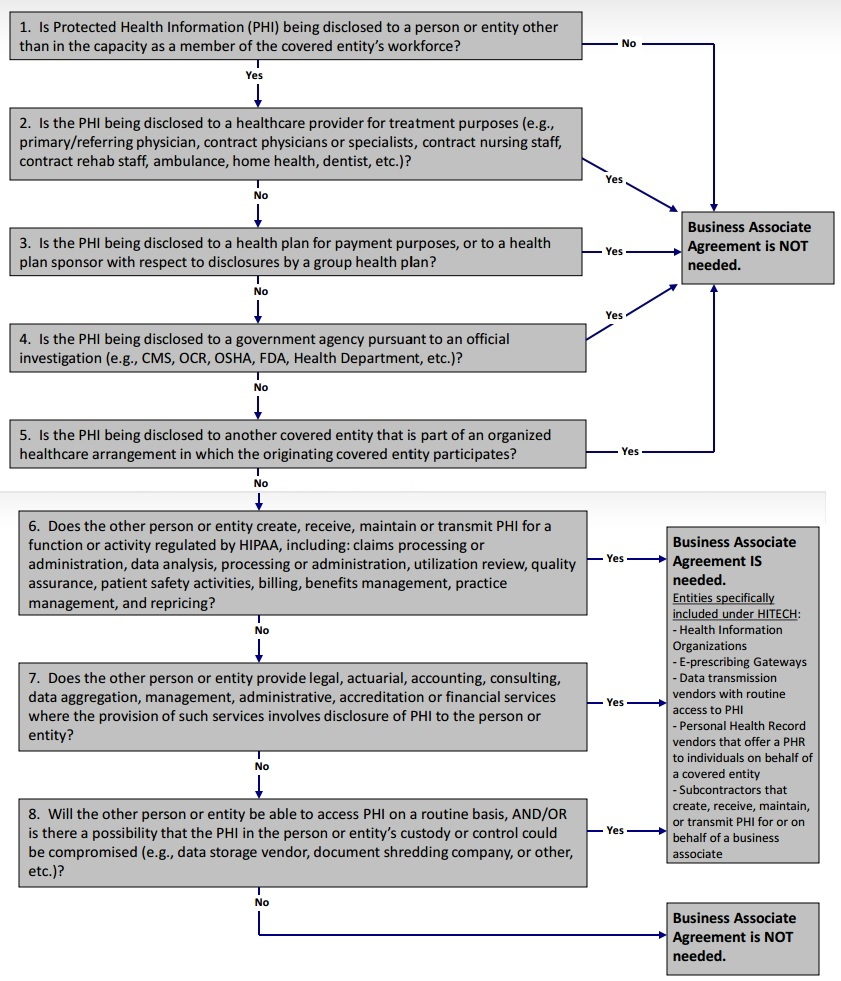 1. Is Protected Health Information (PHI) being disclosed to a person or entity other
than in the capacity as a member of the covered entity's workforce?
No
Yes
2. Is the PHI being disclosed to a healthcare provider for treatment purposes (e.g.,
primary/referring physician, contract physicians or specialists, contract nursing staff,
contract rehab staff, ambulance, home health, dentist, etc.)?
Yes
No
Business Associate
Agreement is NOT
needed.
3. Is the PHI being disclosed to a health plan for payment purposes, or to a health
plan sponsor with respect to disclosures by a group health plan?
Yes
No
4. Is the PHI being disclosed to a government agency pursuant to an official
investigation (e.g., CMS, OCR, OSHA, FDA, Health Department, etc.)?
Yes
No
5. Is the PHI being disclosed to another covered entity that is part of an organized
healthcare arrangement in which the originating covered entity participates?
Yes
No
6. Does the other person or entity create, receive, maintain or transmit PHI for a
function or activity regulated by HIPAA, including: claims processing or
administration, data analysis, processing or administration, utilization review, quality
assurance, patient safety activities, billing, benefits management, practice
management, and repricing?
Yes
No
Business Associate
Agreement IS
needed.
Entities specifically
included under HITECH:
- Health Information
Organizations
- E-prescribing Gateways
- Data transmission
vendors with routine
access to PHI
- Personal Health Record
vendors that offer a PHR
to individuals on behalf of
a covered entity
- Subcontractors that
create, receive, maintain,
or transmit PHI for or on
behalf of a business
associate
7. Does the other person or entity provide legal, actuarial, accounting, consulting,
data aggregation, management, administrative, accreditation or financial services
where the provision of such services involves disclosure of PHI to the person or
entity?
Yes
No
8. Will the other person or entity be able to access PHI on a routine basis, AND/OR
is there a possibility that the PHI in the person or entity's custody or control could
be compromised (e.g., data storage vendor, document shredding company, or other,
etc.)?
Yes
No
Business Associate
Agreement is NOT
needed.